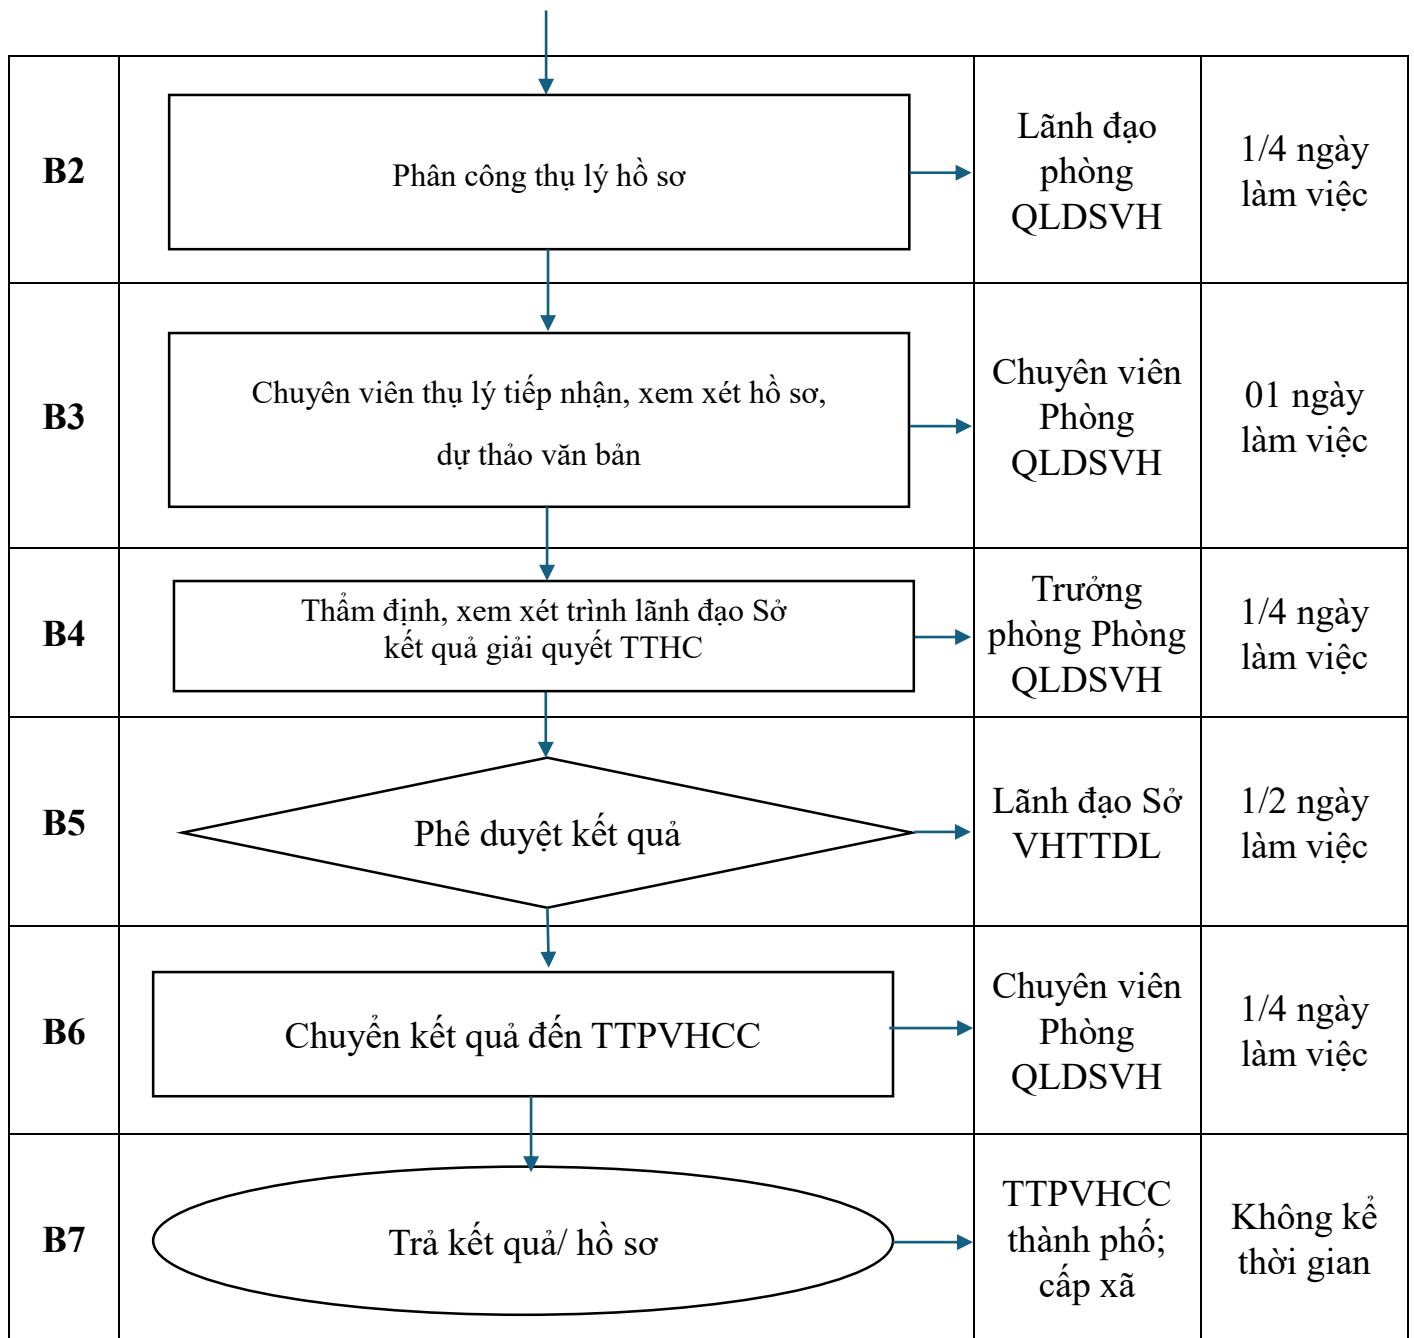 B2
Phân công thụ lý hồ sơ
Lãnh đạo
phòng
QLDSVH
1/4 ngày
làm việc
B3
Chuyên viên thụ lý tiếp nhận, xem xét hồ sơ,
dự thảo văn bản
Chuyên viên
Phòng
QLDSVH
01 ngày
làm việc
B4
Thẩm định, xem xét trình lãnh đạo Sở
kết quả giải quyết TTHC
Trưởng
phòng Phòng
QLDSVH
1/4 ngày
làm việc
B5
Phê duyệt kết quả
Lãnh đạo Sở
VHTTDL
1/2 ngày
làm việc
B6
Chuyển kết quả đến TTPVHCC
Chuyên viên
Phòng
QLDSVH
1/4 ngày
làm việc
B7
Trả kết quả/ hồ sơ
TTPVHCC
thành phố;
cấp xã
Không kể
thời gian